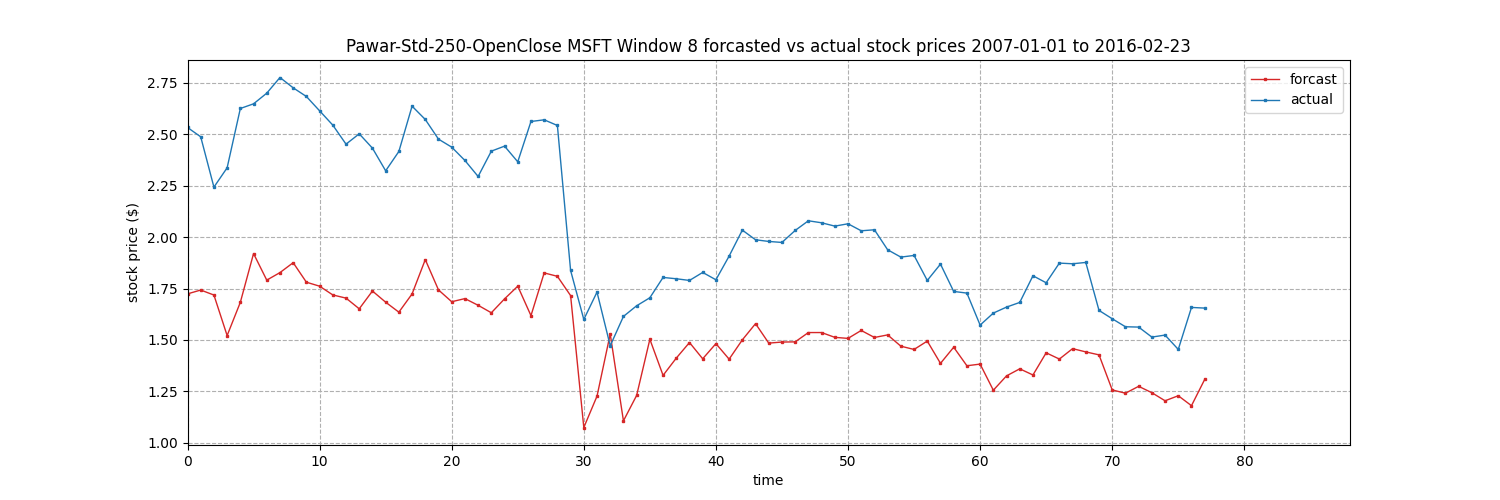 Pawar-Std-250-OpenClose MSFT Window 8 forcasted vs actual stock prices 2007-01-01 to 2016-02-23
forcast
actual
stock price ($)
2.75
2.50
2.25
2.00
1.75
1.50
1.25
1.00
0 10 20 30 40 50 60 70 80
time